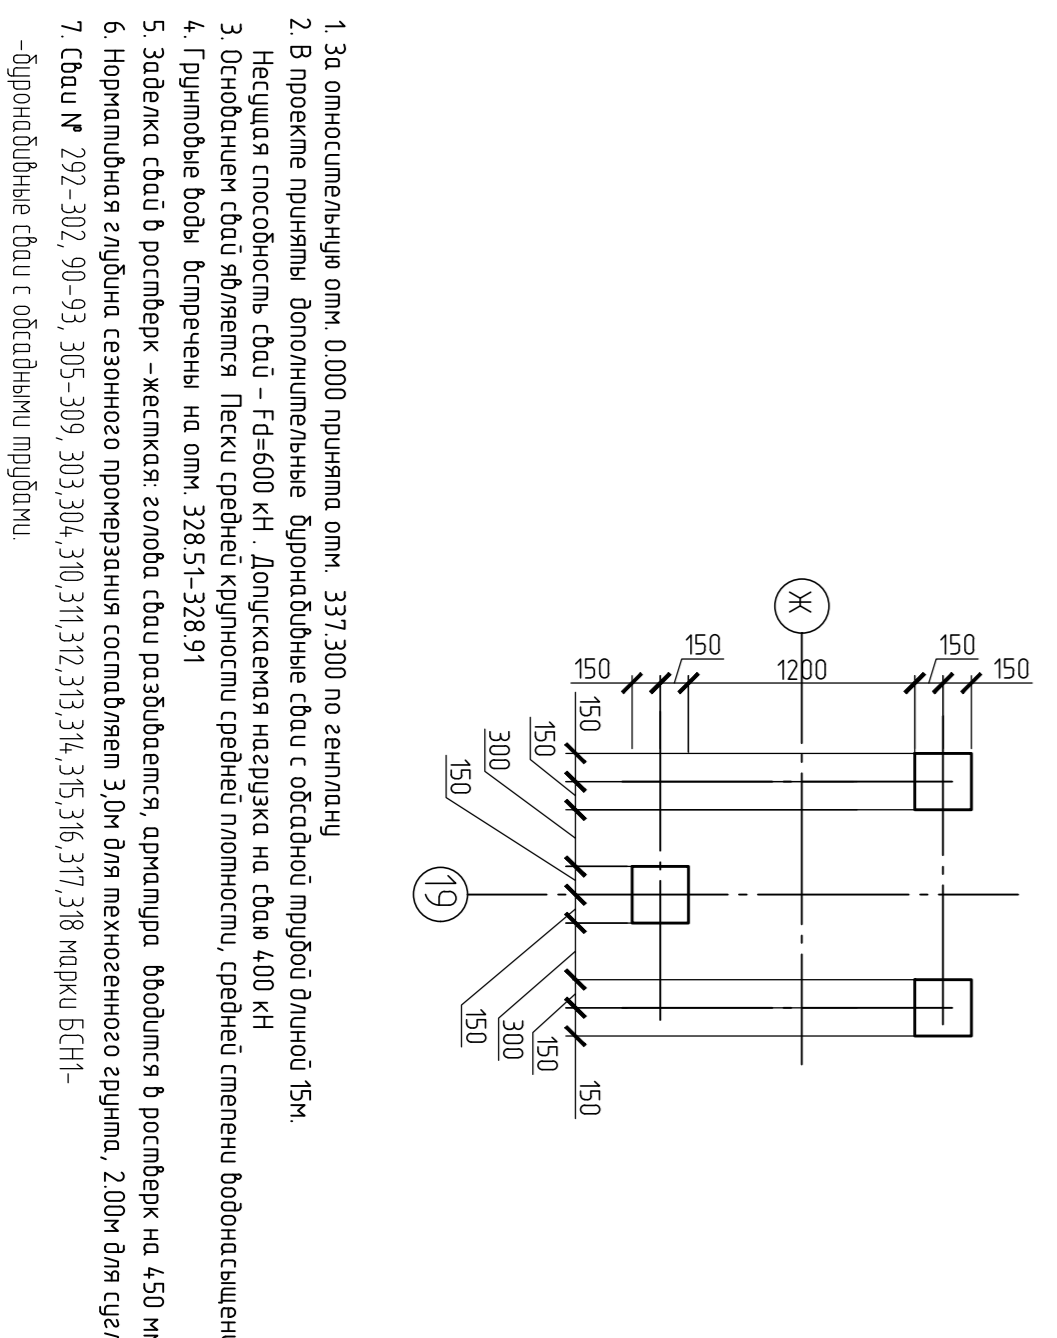 1. За относительную отм. 0.000 принята отм. 337.300 по генплану
2. В проекте приняты дополнительные буронабивные сваи с обсадной трубой длиной 15м.
Несущая способность свай - Fd=600 кН. Допускаемая нагрузка на сваю 400 кН
3. Основанием свай является Пески средней крупности средней плотности, средней степени водонасыщен
4. Грунтовые воды встречены на отм. 328.51-328.91
5. Заделка свай в ростверк -жесткая: голова сваи разбивается, арматура вводится в ростверк на 450 мм
6. Нормативная глубина сезонного промерзания составляет 3,0м для техногенного грунта, 2.00м для сугл
7. Сваи № 292-302, 90-93, 305-309, 303,304,310,311,312,313,314,315,316,317,318 марки БСН1-
-буронабивные сваи с обсадными трубами.
Ж
150
150
1200
150
150
150
150
300
150
19
150
300
150
150